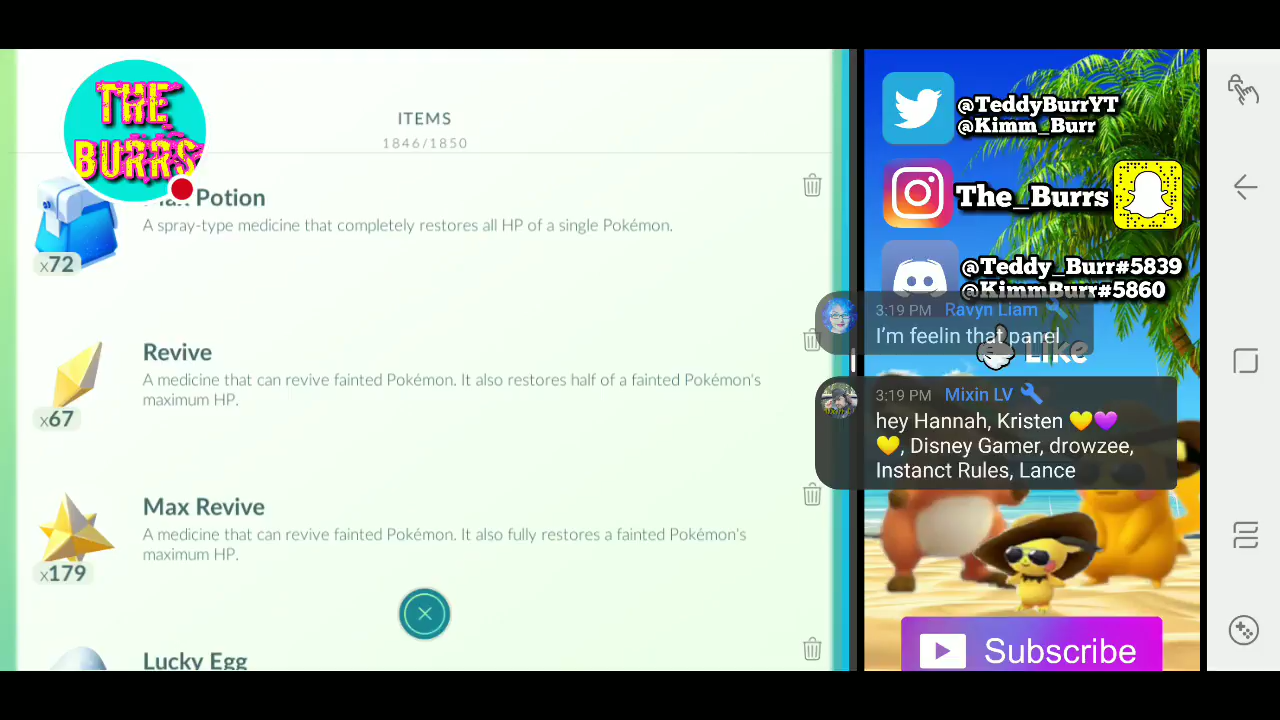 THE
BURRS
ITEMS
1846/1850
Max Potion
A spray-type medicine that completely restores all HP of a single Pokémon.
x72
Revive
A medicine that can revive fainted Pokémon. It also restores half of a fainted Pokémon's
maximum HP.
x67
Max Revive
A medicine that can revive fainted Pokémon. It also fully restores a fainted Pokémon's
maximum HP.
x179
Lucky Egg
@TeddyBurrYT
@Kimm_Burr
The_Burrs
@Teddy_Burr#5839
@KimmBurr#5860
3:19 PM Ravyn Liam
I'm feelin that panel
LIKE
3:19 PM Mixin LV
hey Hannah, Kristen 💛💜
💛, Disney Gamer, drowzee,
Instanct Rules, Lance
Subscribe